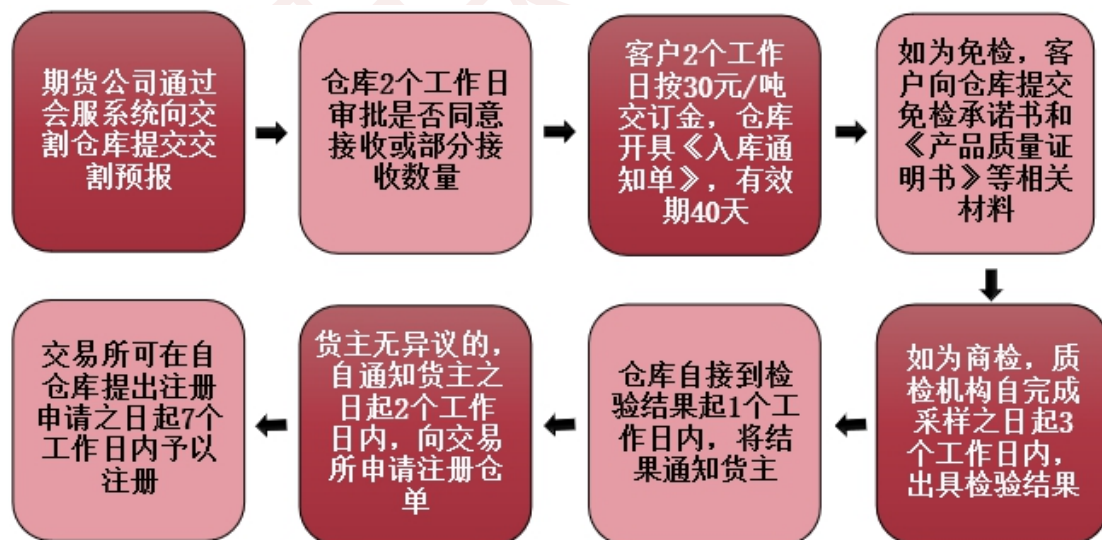 期货公司通过
会服系统向交
割仓库提交交
割预报
仓库2个工作日
审批是否同意
接收或部分接
收数量
客户2个工作
日按30元/吨
交订金，仓库
开具《入库通
知单》，有效
期40天
如为免检，客
户向仓库提交
免检承诺书和
《产品质量证
明书》等相关
材料
如为商检，质
检机构自完成
采样之日起3
个工作日内，
出具检验结果
仓库自接到检
验结果起1个工
作日内，将结
果通知货主
货主无异议的，
自通知货主之
日起2个工作
日内，向交易
所申请注册仓
单
交易所可在自
仓库提出注册
申请之日起7个
工作日内予以
注册